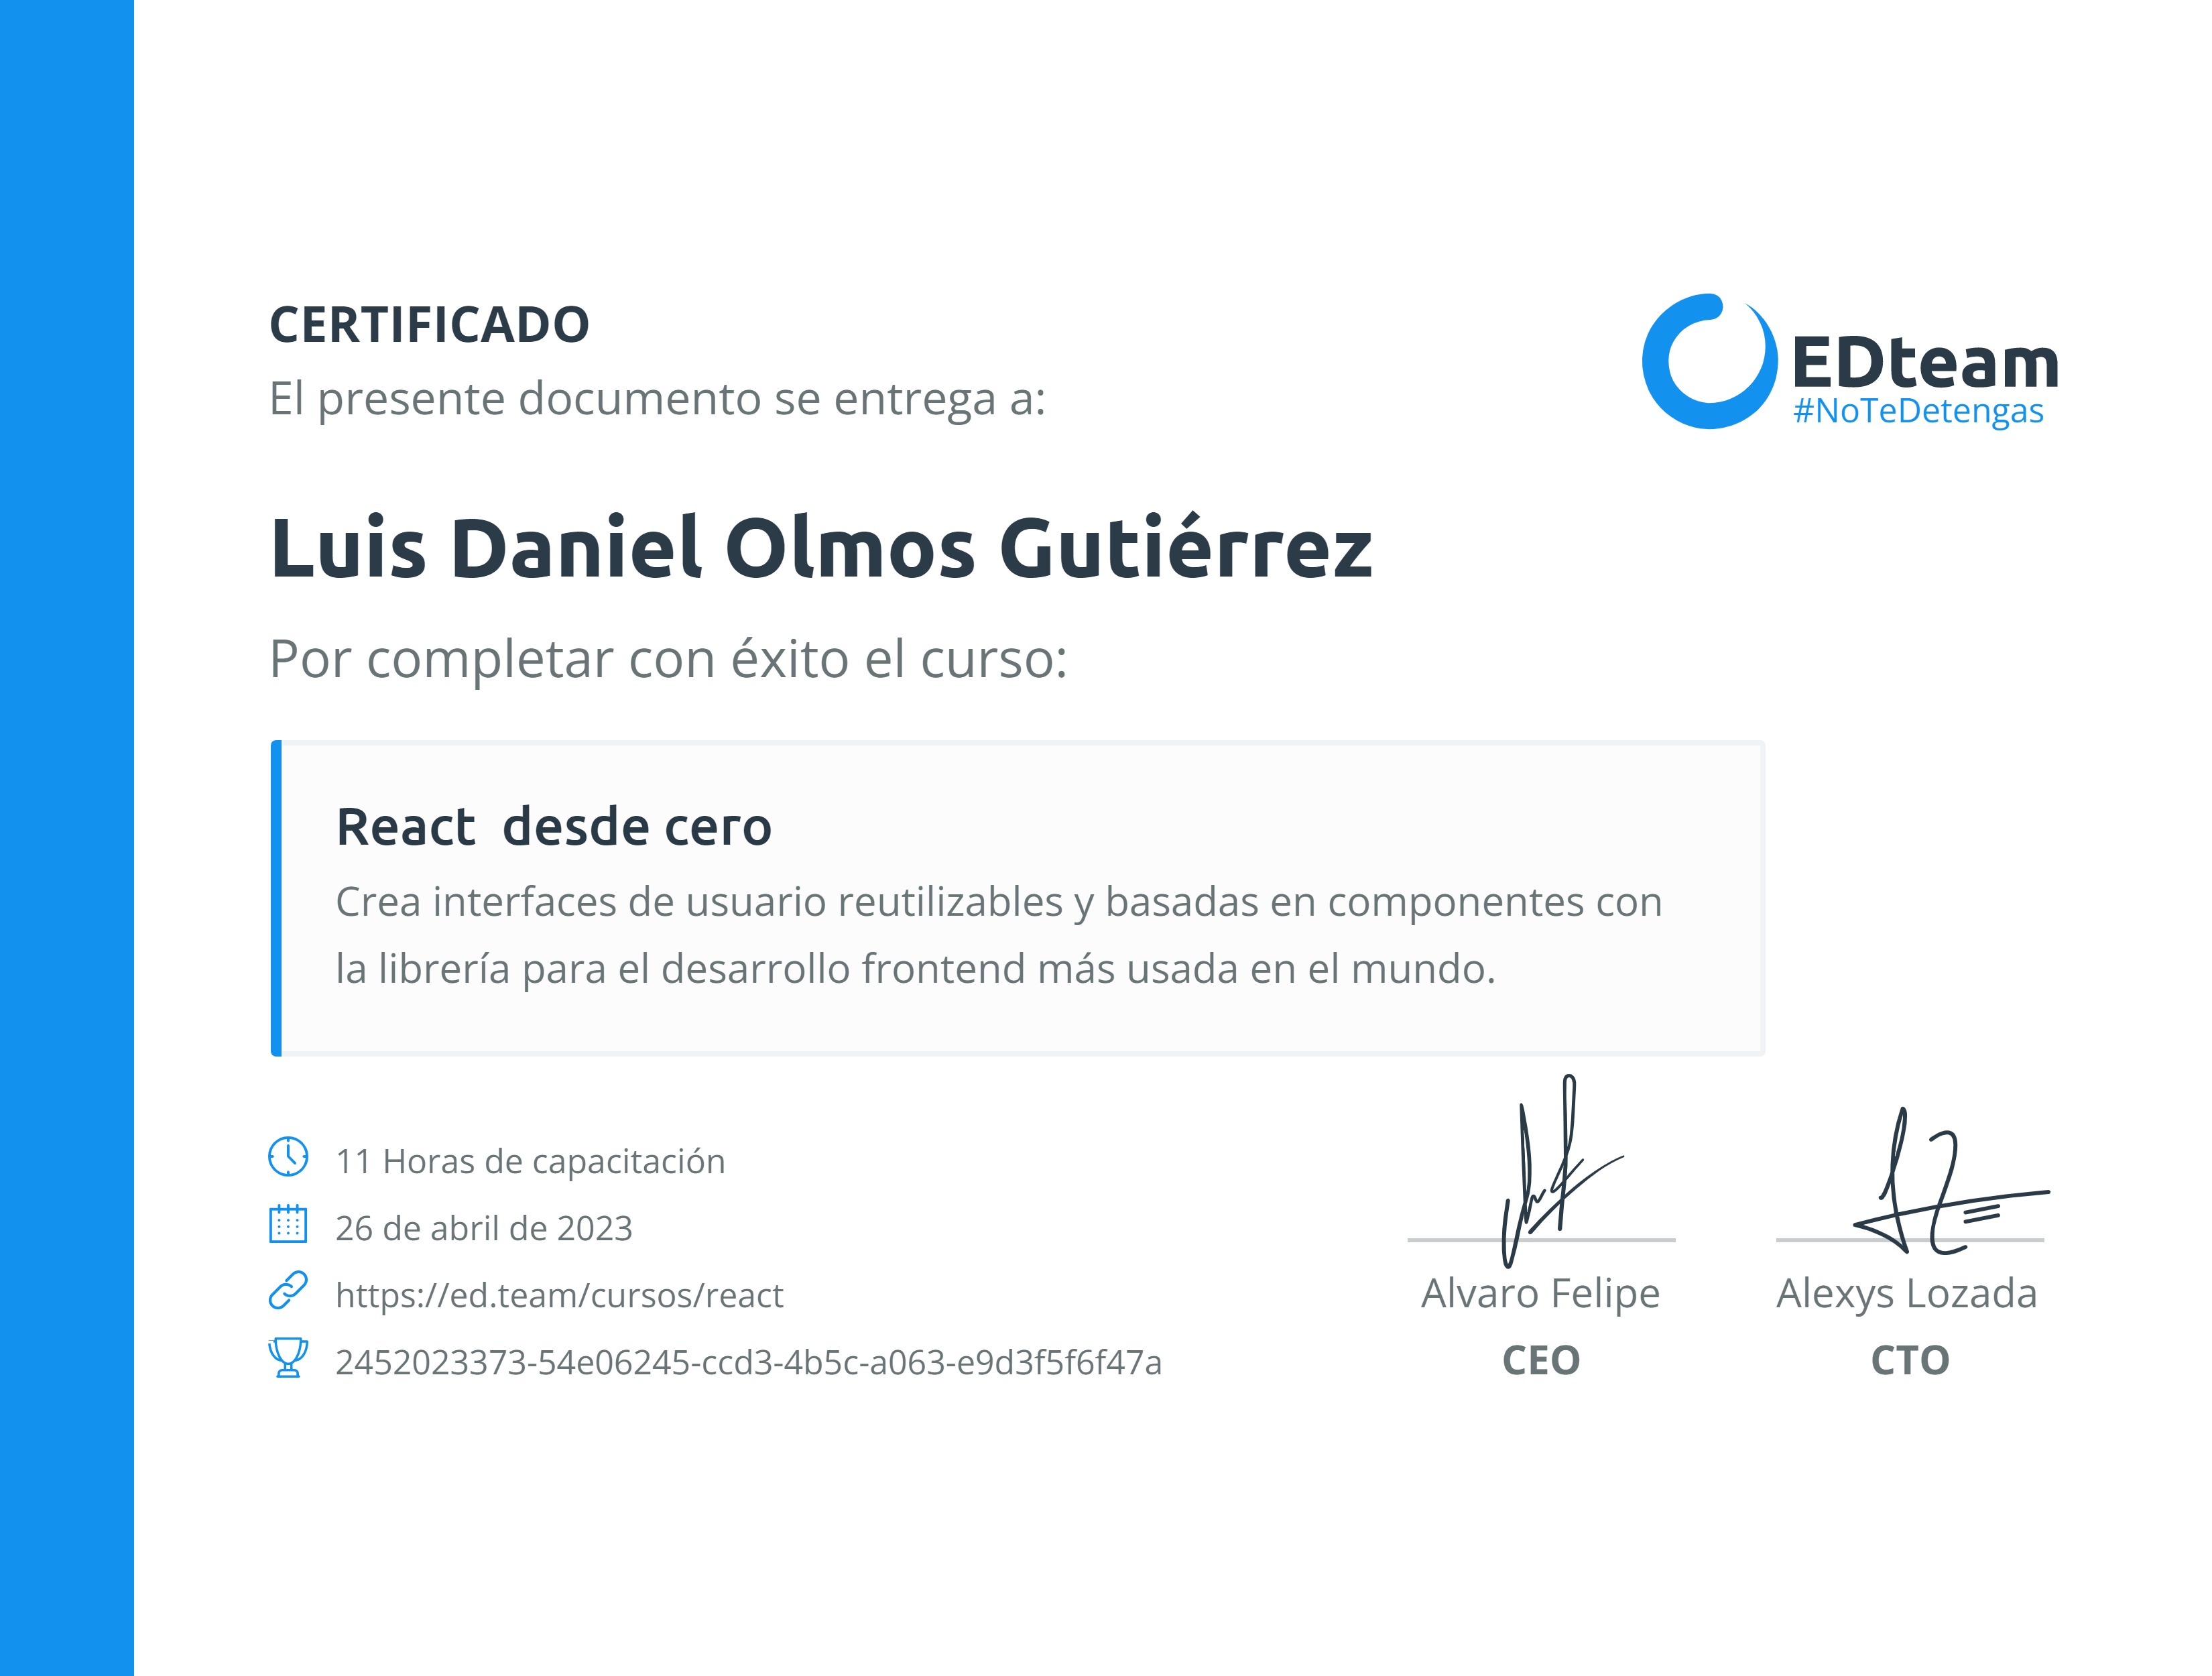 CERTIFICADO
El presente documento se entrega a:
EDteam
#NoTeDetengas
Luis Daniel Olmos Gutiérrez
Por completar con éxito el curso:
React desde cero
Crea interfaces de usuario reutilizables y basadas en componentes con
la librería para el desarrollo frontend más usada en el mundo.
11 Horas de capacitación
26 de abril de 2023
https://ed.team/cursos/react
2452023373-54e06245-ccd3-4b5c-a063-e9d3f5f6f47a
Alvaro Felipe
CEO
Alexys Lozada
CTO